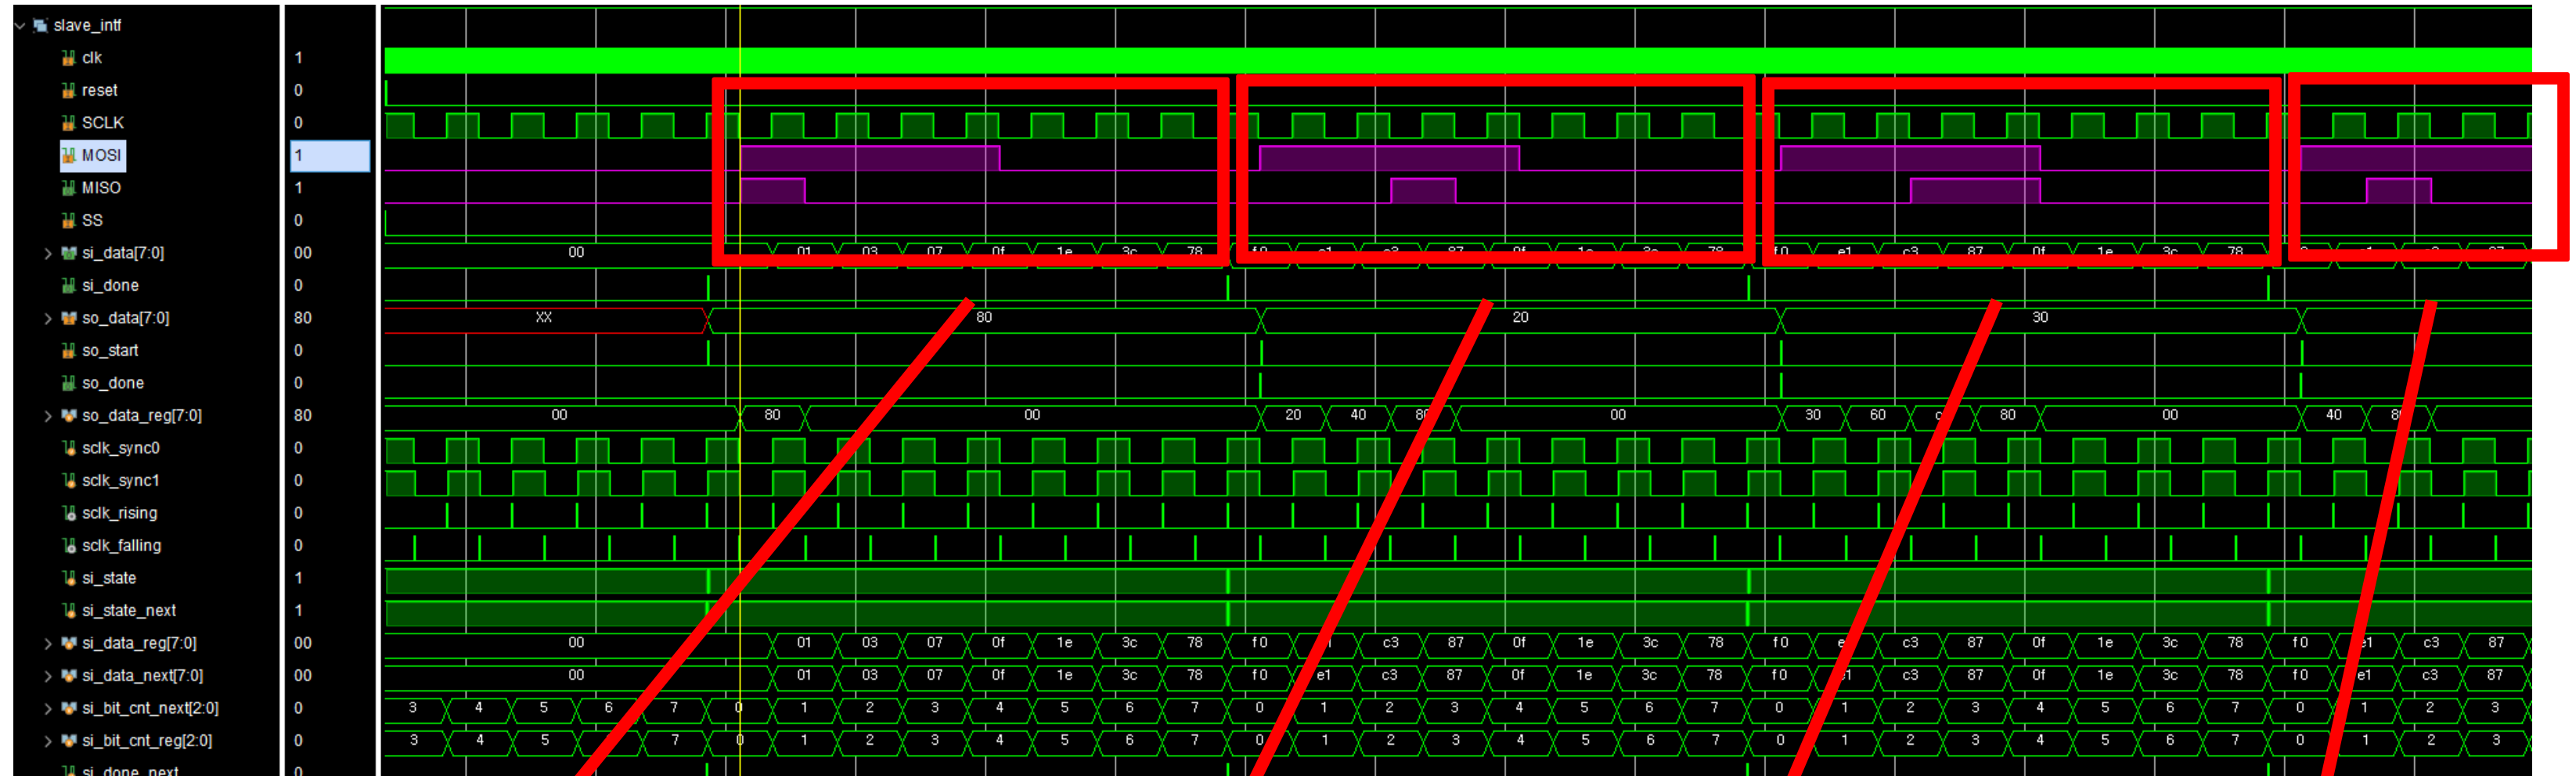 slave_intf
clk 1
reset 0
SCLK 0
MOSI 1
MISO 1
SS 0
si_data[7:0] 00 00 01 03 07 0f 1e 3c 78 f0 e1 c3 87 0f 1e 3c 78 f0 e1 c3 87 0f 1e 3c 78 87
si_done 0
so_data[7:0] 80 XX 80 20 30
so_start 0
so_done 0
so_data_reg[7:0] 80 00 80 00 20 40 00 30 60 80 00 40
sclk_sync0 0
sclk_sync1 0
sclk_rising 0
sclk_falling 0
si_state 1
si_state_next 1
si_data_reg[7:0] 00 00 01 03 07 0f 1e 3c 78 f0 c3 87 0f 1e 3c 78 f0 c3 87 0f 1e 3c 78 f0 e1 c3 87
si_data_next[7:0] 00 00 01 03 07 0f 1e 3c 78 f0 e1 c3 87 0f 1e 3c 78 f0 c3 87 0f 1e 3c 78 f0 e1 c3 87
si_bit_cnt_next[2:0] 0 3 4 5 6 7 0 1 2 3 4 5 6 7 0 1 2 3 4 5 6 7 0 1 2 3 4 5 6 7 0 1 2 3
si_bit_cnt_reg[2:0] 0 3 4 5 7 0 1 2 3 4 5 6 7 0 1 2 3 4 5 6 7 0 1 2 3 4 5 6 7 0 1 2 3
si_done_next 0